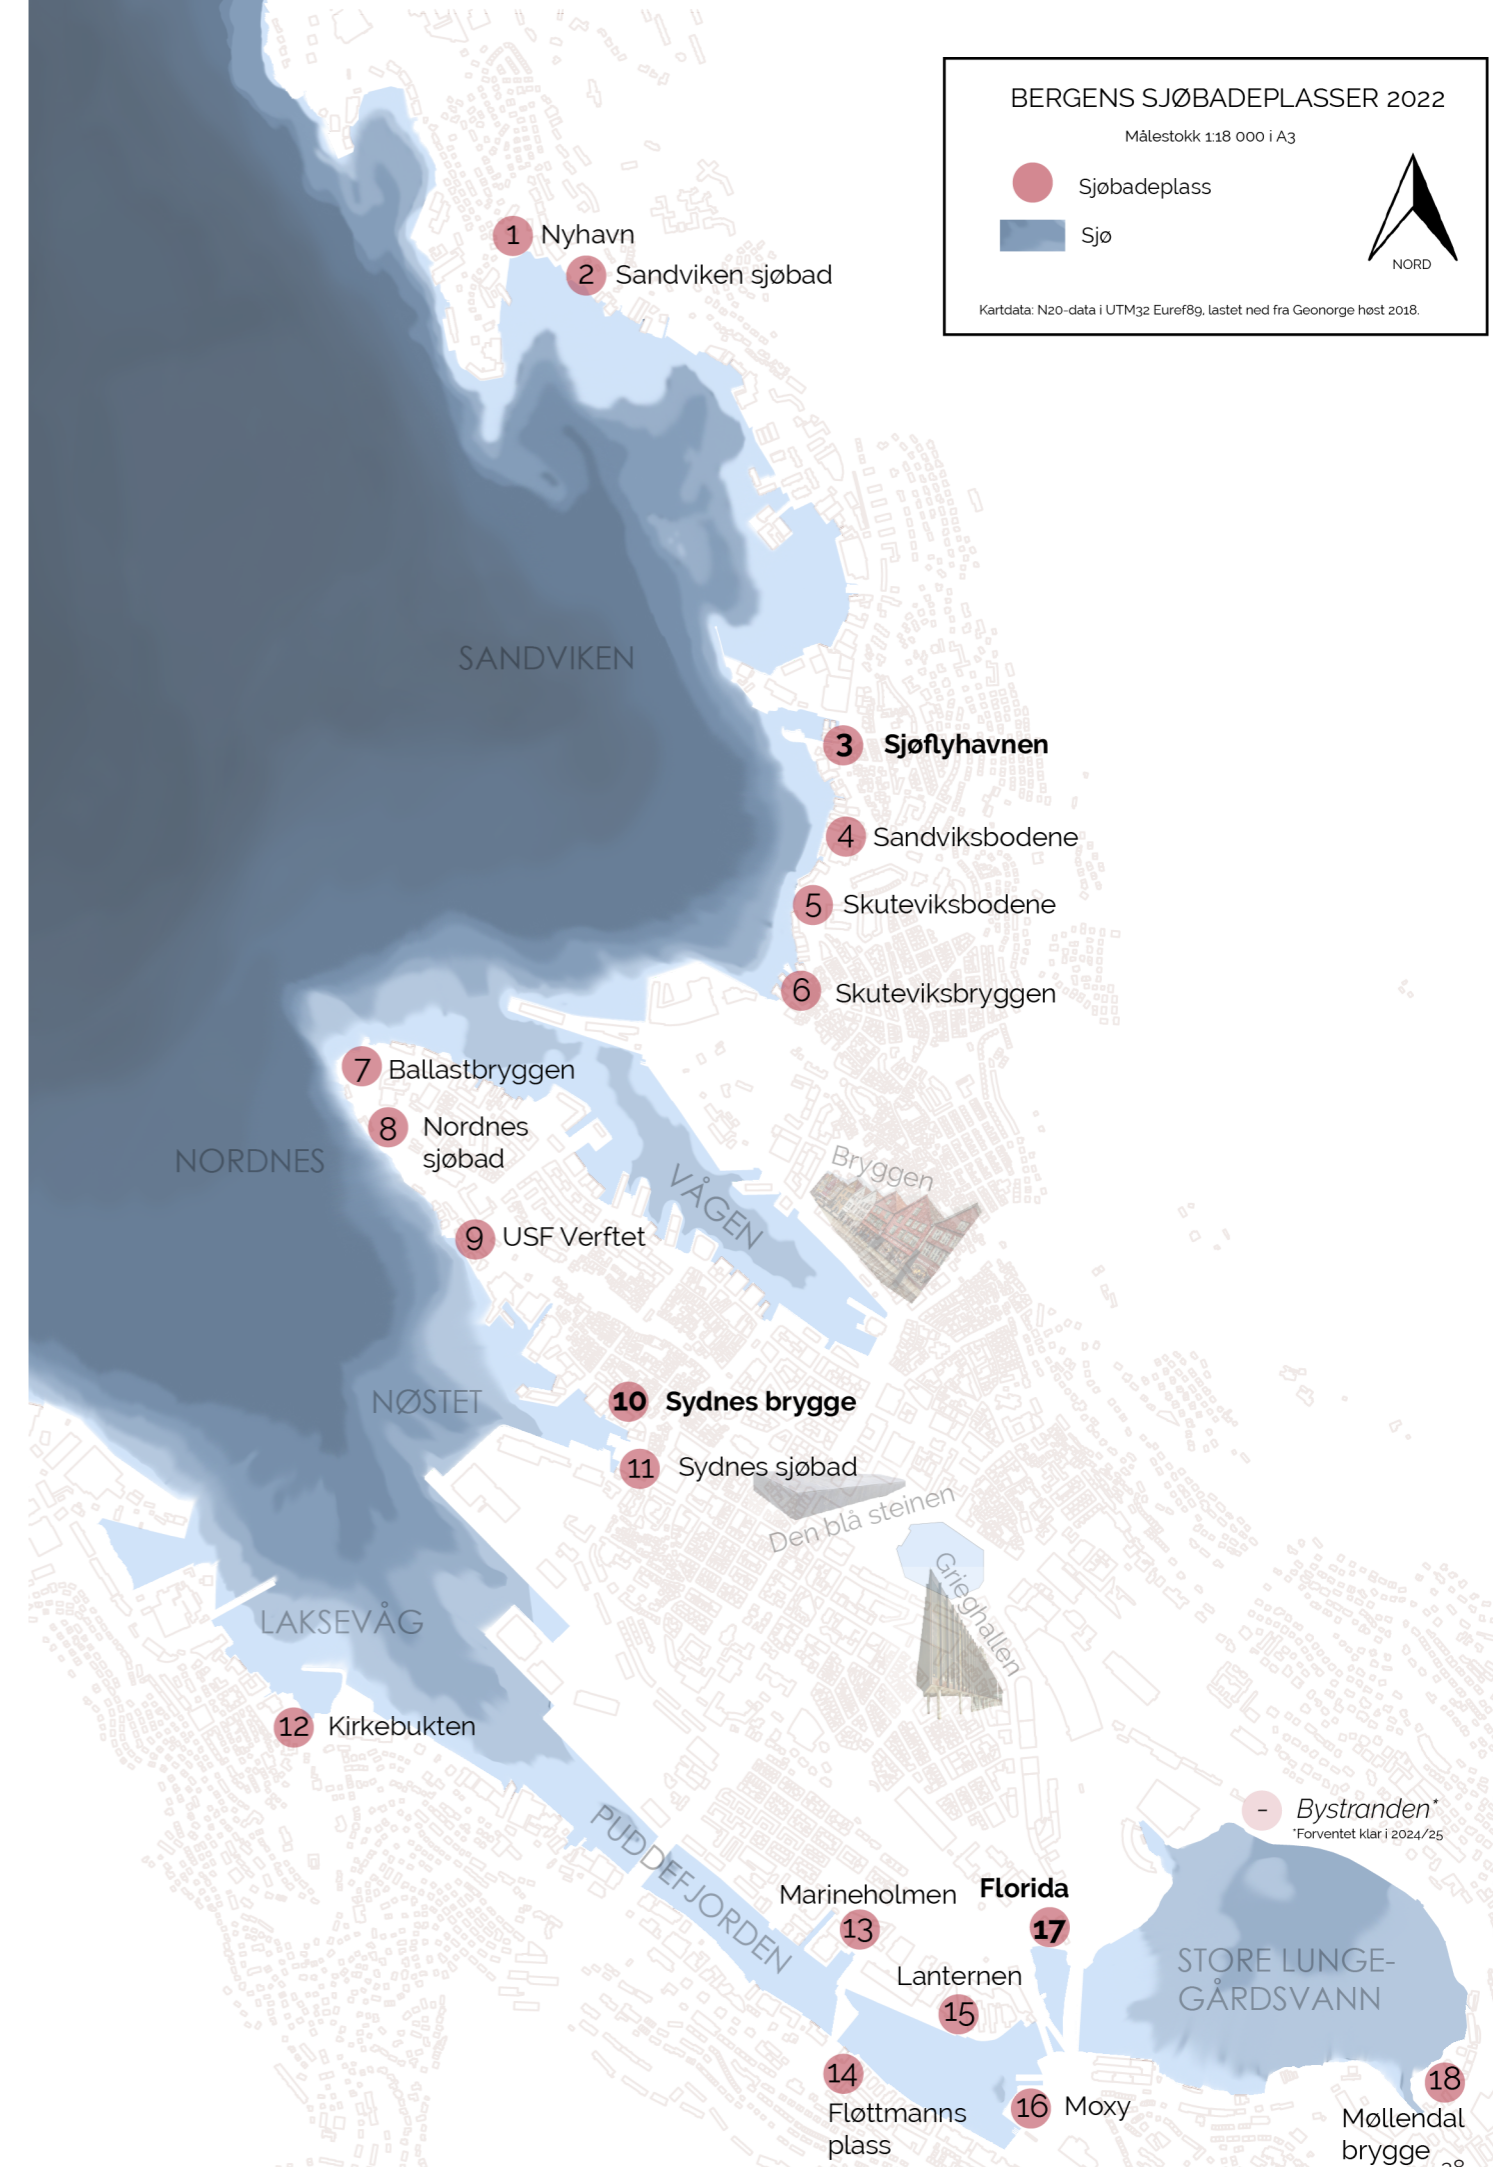 BERGENS SJØBADEPLASSER 2022
Målestokk 1:18 000 i A3
Sjøbadeplass
Sjø
NORD
Kartdata: N20-data i UTM32 Euref89, lastet ned fra Geonorge høst 2018.
1 Nyhavn
2 Sandviken sjøbad
SANDVIKEN
3 Sjøflyhavnen
4 Sandviksbodene
5 Skuteviksbodene
6 Skuteviksbryggen
7 Ballastbryggen
8 Nordnes
sjøbad
NORDNES
VÅGEN
Bryggen
9 USF Verftet
NØSTET
10 Sydnes brygge
11 Sydnes sjøbad
Den blå steinen
Grieghallen
LAKSEVÅG
12 Kirkebukten
PUDDEFJORDEN
- Bystranden*
*Forventet klar i 2024/25
Marineholmen
13
Florida
17
Lanternen
15
STORE LUNGE-
GÅRDSVANN
14
Fløttmanns
plass
16 Moxy
18
Møllendal
brygge